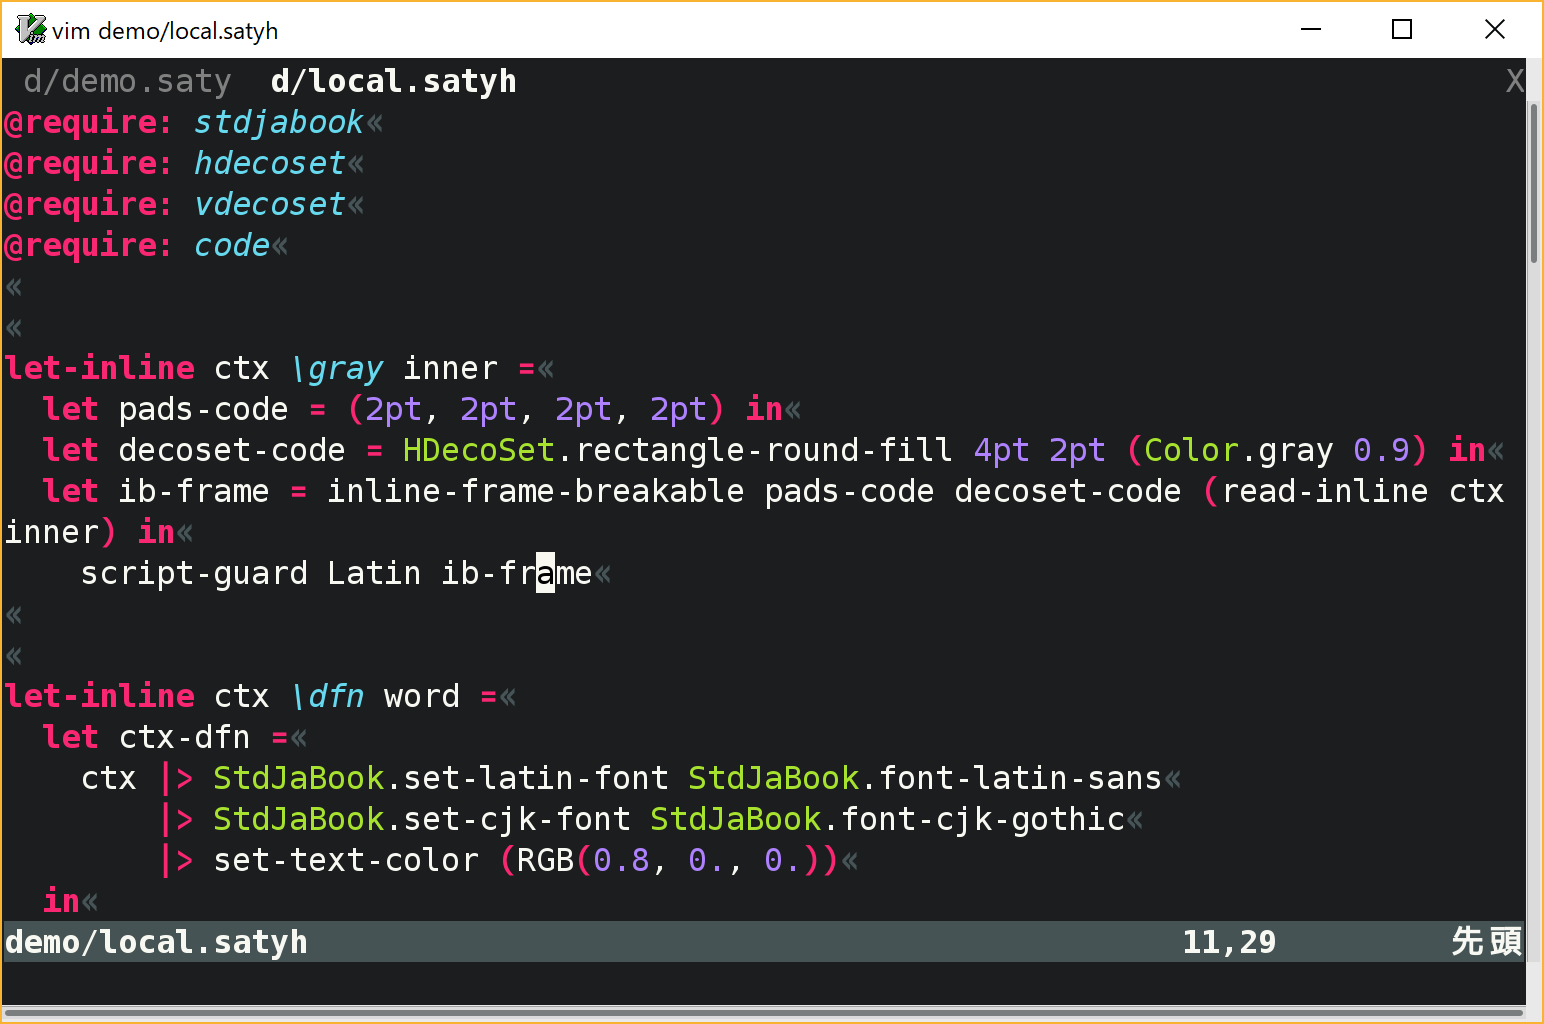 vim demo/local.satyh
d/demo.saty  d/local.satyh X
@require: stdjabook«
@require: hdecoset«
@require: vdecoset«
@require: code«
«
«
let-inline ctx \gray inner =«
  let pads-code = (2pt, 2pt, 2pt, 2pt) in«
  let decoset-code = HDecoSet.rectangle-round-fill 4pt 2pt (Color.gray 0.9) in«
  let ib-frame = inline-frame-breakable pads-code decoset-code (read-inline ctx
inner) in«
    script-guard Latin ib-frame«
«
«
let-inline ctx \dfn word =«
  let ctx-dfn =«
    ctx |> StdJaBook.set-latin-font StdJaBook.font-latin-sans«
        |> StdJaBook.set-cjk-font StdJaBook.font-cjk-gothic«
        |> set-text-color (RGB(0.8, 0., 0.))«
  in«
demo/local.satyh 11,29 先頭